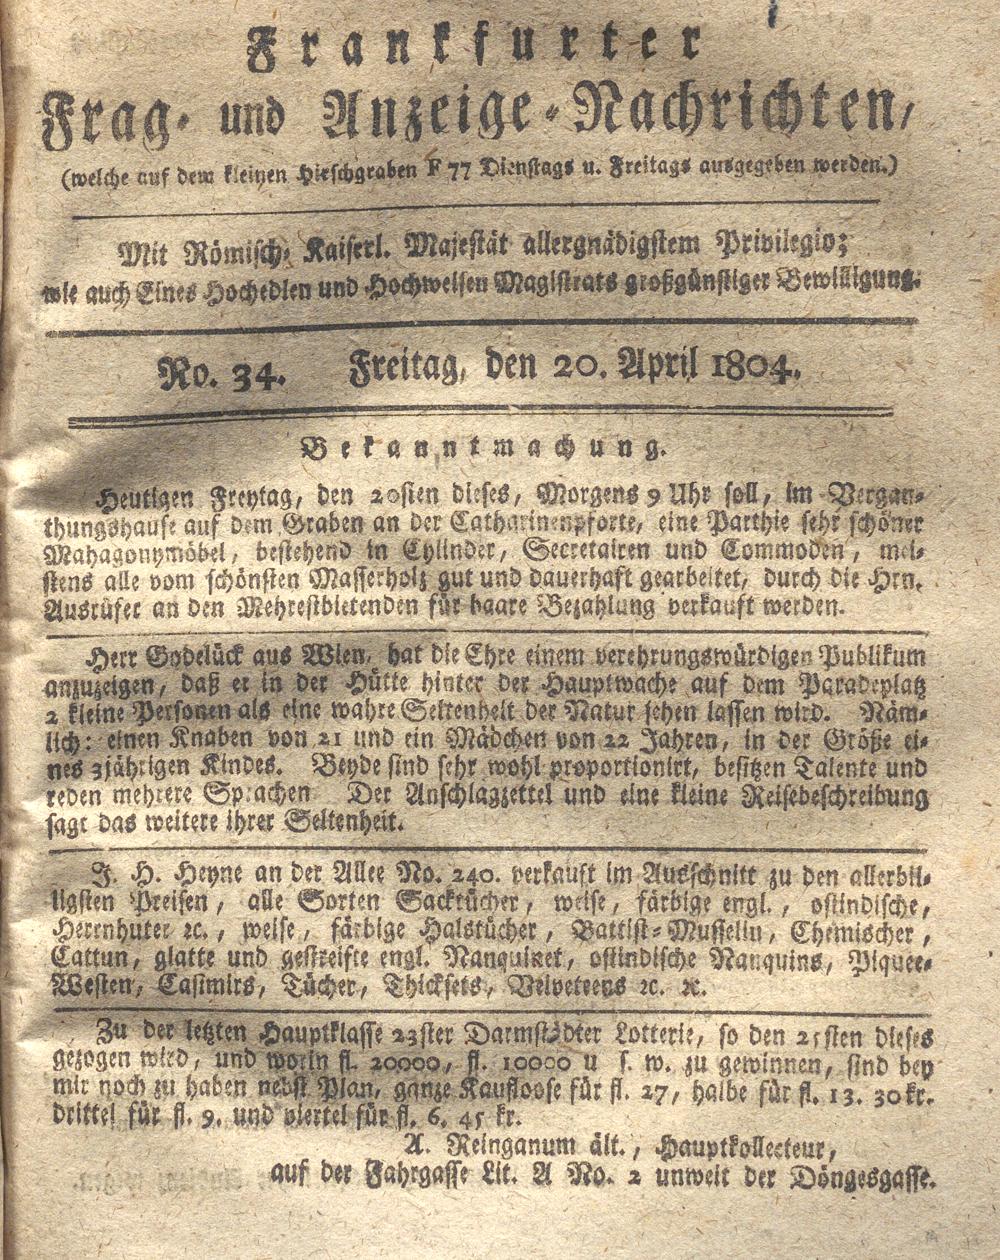 Frankfurter
Frag- und Anzeige-Nachrichten,
(welche auf dem kleinen Hirschgraben F 77 Dienstags u. Freitags ausgegeben werden.)
Mit Römisch- Kaiserl. Majestät allergnädigstem Privilegio;
wie auch Eines Hochedlen und Hochweisen Magistrats großgünstiger Bewilligung.
No. 34. Freitag, den 20. April 1804.
Bekanntmachung.
Heutigen Freytag, den 20sten dieses, Morgens 9 Uhr soll, im Vergan-
thungshause auf dem Graben an der Catharinenpforte, eine Parthie sehr schöner
Mahagonymöbel, bestehend in Cylinder, Secretairen und Commoden, mei-
stens alle vom schönsten Masserholz gut und dauerhaft gearbeitet, durch die Hrn.
Ausrüfer an den Mehrestbietenden für baare Bezahlung verkauft werden.
Herr Godelück aus Wien, hat die Ehre einem verehrungswürdigen Publikum
anzuzeigen, daß er in der Hütte hinter der Hauptwache auf dem Paradeplatz
2 kleine Personen als eine wahre Seltenheit der Natur sehen lassen wird. Näm-
lich: einen Knaben von 21 und ein Mädchen von 22 Jahren, in der Größe ei-
nes 3jährigen Kindes. Beyde sind sehr wohl proportionirt, besitzen Talente und
reden mehrere Sprachen Der Anschlagzettel und eine kleine Reisebeschreibung
sagt das weitere ihrer Seltenheit.
J. H. Heyne an der Allee No. 240. verkauft im Ausschnitt zu den allerbil-
ligsten Preisen, alle Sorten Sacktücher, weise, färbige engl., ostindische,
Herenhuter ꝛc., weise, färbige Halstücher, Battist-Musselin, Chemischer,
Cattun, glatte und gestreifte engl. Nanquinet, ostindische Nanquins, Piquee-
Westen, Casimirs, Tücher, Thicksets, Velveteens ꝛc. ꝛc.
Zu der letzten Hauptklasse 23ster Darmstädter Lotterie, so den 25sten dieses
gezogen wird, und worin fl. 20000, fl. 10000 u s. w. zu gewinnen, sind bey
mir noch zu haben nebst Plan, ganze Kaufloose für fl. 27, halbe für fl. 13. 30 kr.
drittel für fl. 9. und viertel für fl. 6. 45 kr.
A. Reinganum ält., Hauptkollecteur,
auf der Fahrgasse Lit. A No. 2 unweit der Döngesgasse.